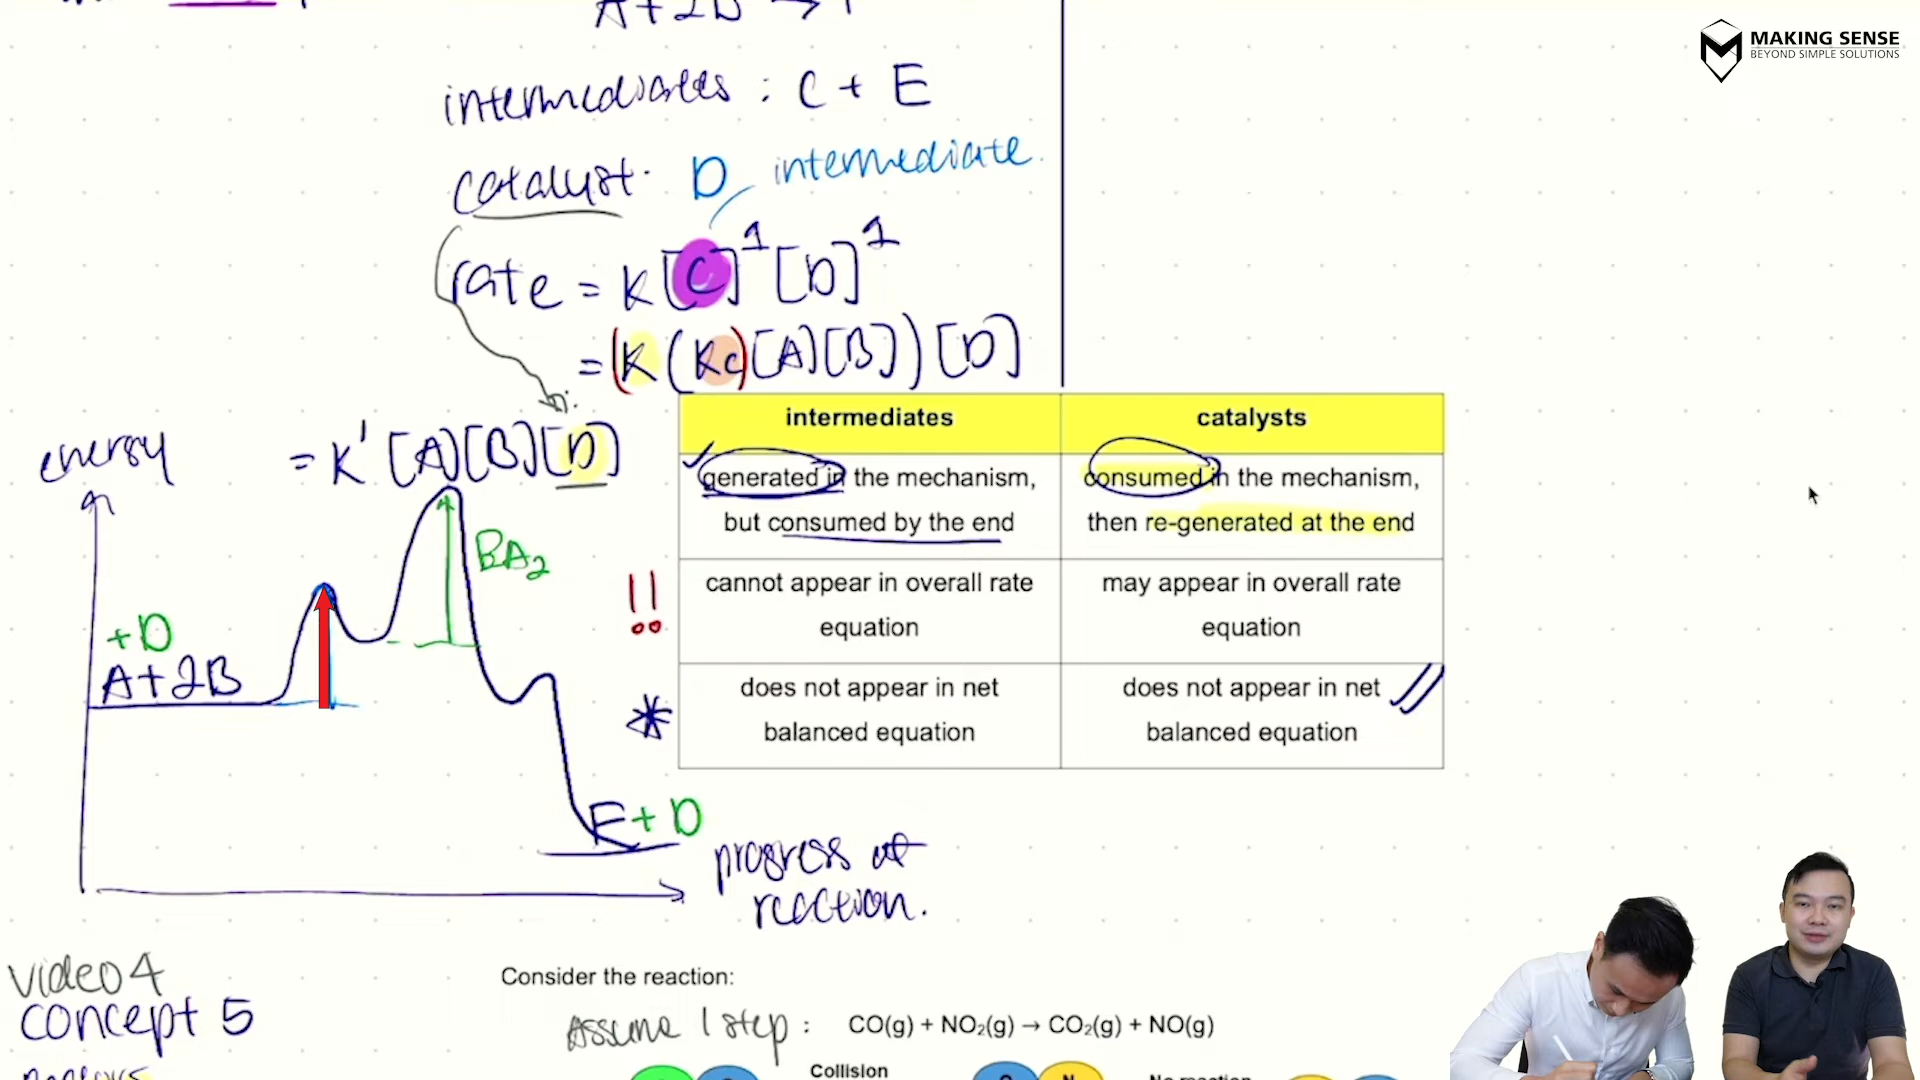 A + 2B → P
MAKING SENSE
BEYOND SIMPLE SOLUTIONS
intermediates : C + E
catalyst. D intermediate.
rate = K[C]¹[D]¹
= (K(Kc)[A][B])[D]
energy = K'[A][B][D]
intermediates catalysts
generated in the mechanism, but consumed by the end
consumed in the mechanism, then re-generated at the end
!! cannot appear in overall rate equation
may appear in overall rate equation
* does not appear in net balanced equation
does not appear in net balanced equation
EA₂
+D
A+2B
+ D
progress of
reaction.
video 4
concept 5
Consider the reaction:
Assume 1 step : CO(g) + NO₂(g) → CO₂(g) + NO(g)
Collision
No reaction